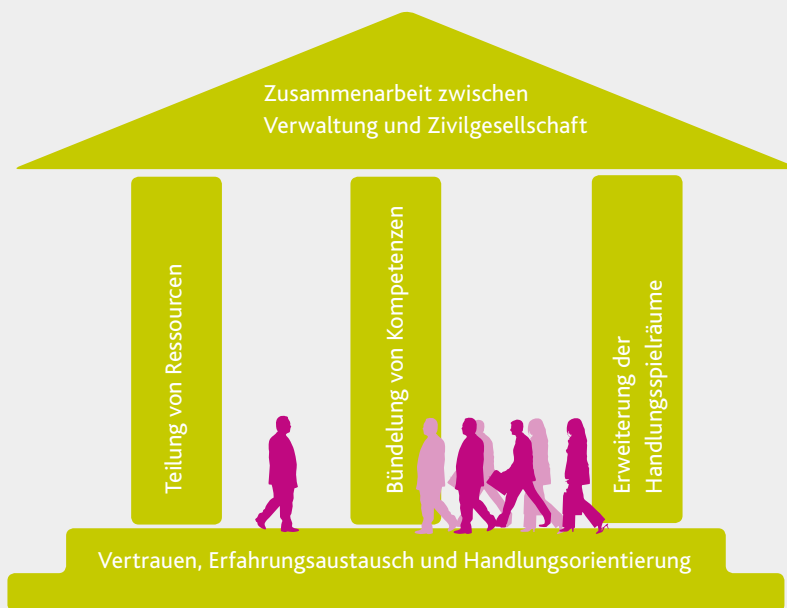 Zusammenarbeit zwischen
Verwaltung und Zivilgesellschaft
Teilung von Ressourcen
Bündelung von Kompetenzen
Erweiterung der
Handlungsspielräume
Vertrauen, Erfahrungsaustausch und Handlungsorientierung